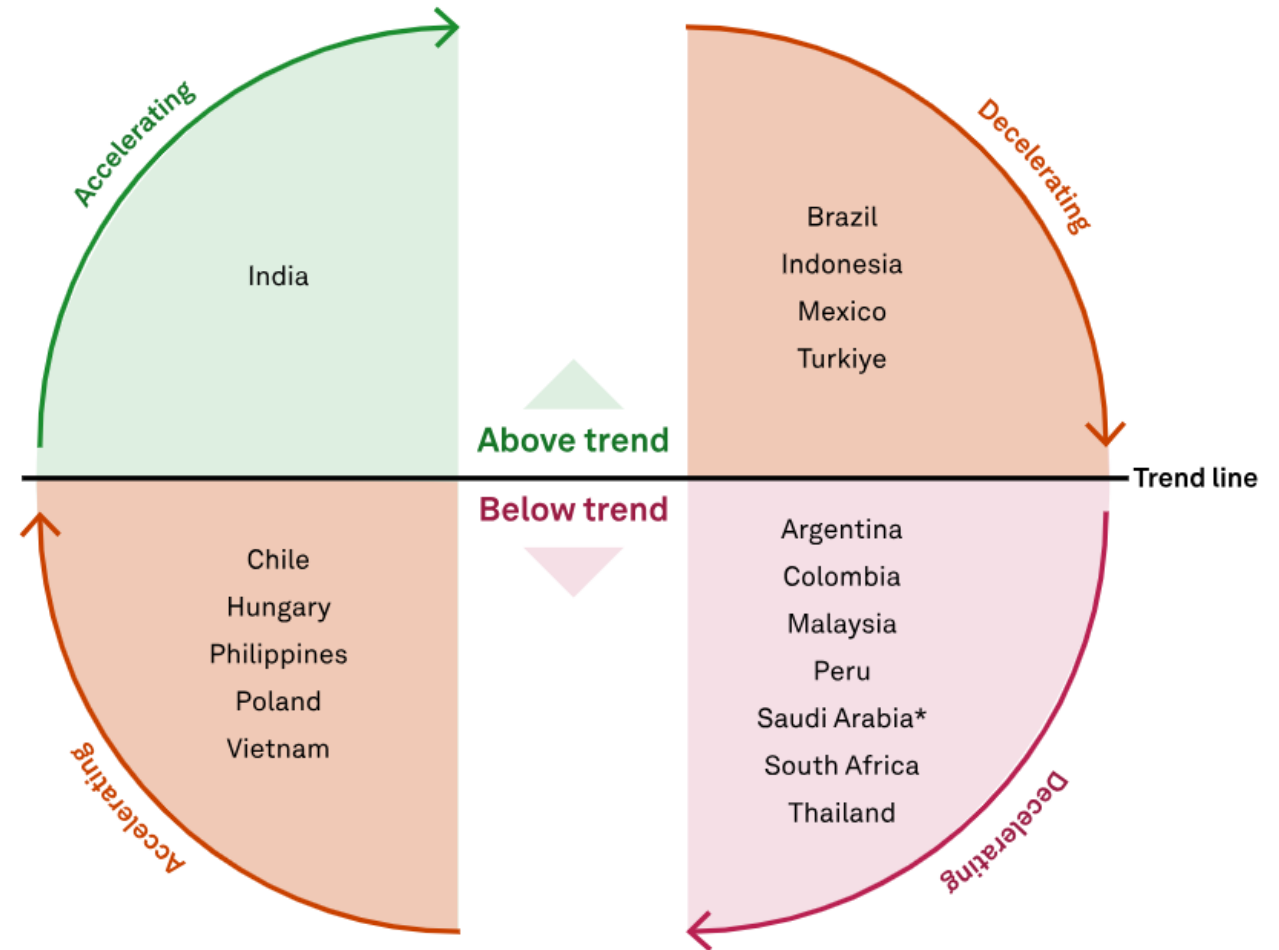 Accelerating
Decelerating
India
Brazil
Indonesia
Mexico
Turkiye
Above trend
Trend line
Below trend
Chile
Hungary
Philippines
Poland
Vietnam
Argentina
Colombia
Malaysia
Peru
Saudi Arabia*
South Africa
Thailand
Accelerating
Decelerating